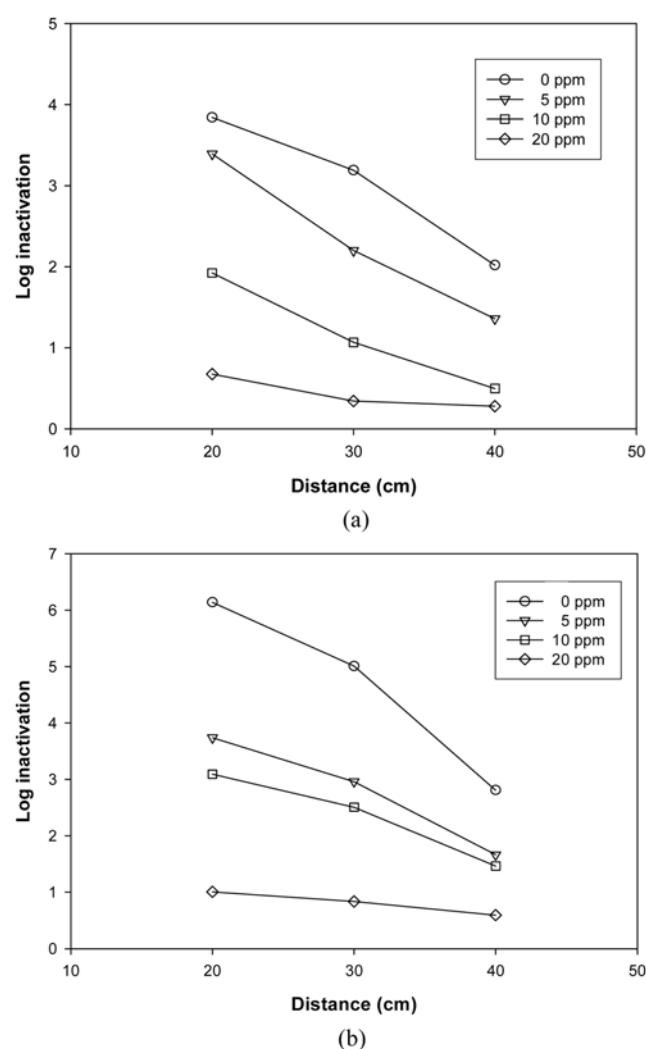 5
4
3
2
1
0
Log inactivation
0 ppm
5 ppm
10 ppm
20 ppm
10 20 30 40 50
Distance (cm)
(a)
7
6
5
4
3
2
1
0
Log inactivation
0 ppm
5 ppm
10 ppm
20 ppm
10 20 30 40 50
Distance (cm)
(b)